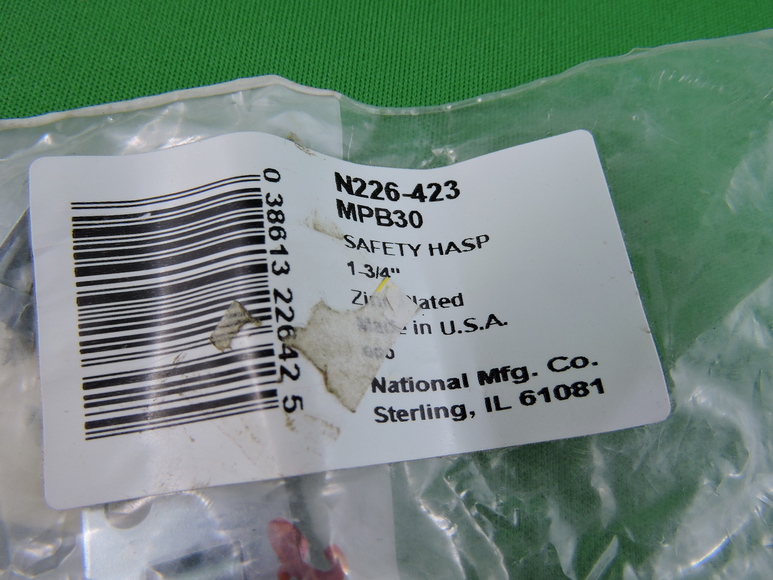 N226-423
MPB30
SAFETY HASP
1-3/4"
in U.S.A.
National Mfg. Co.
Sterling, IL 61081
0 38613 22642 5